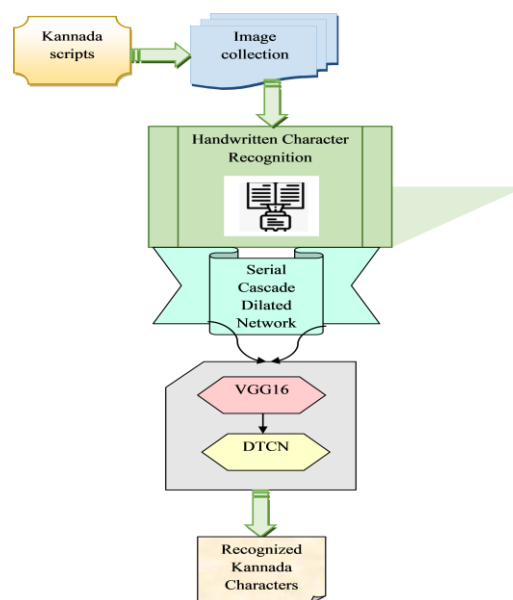 Kannada
scripts
Image
collection
Handwritten Character
Recognition
Serial
Cascade
Dilated
Network
VGG16
DTCN
Recognized
Kannada
Characters